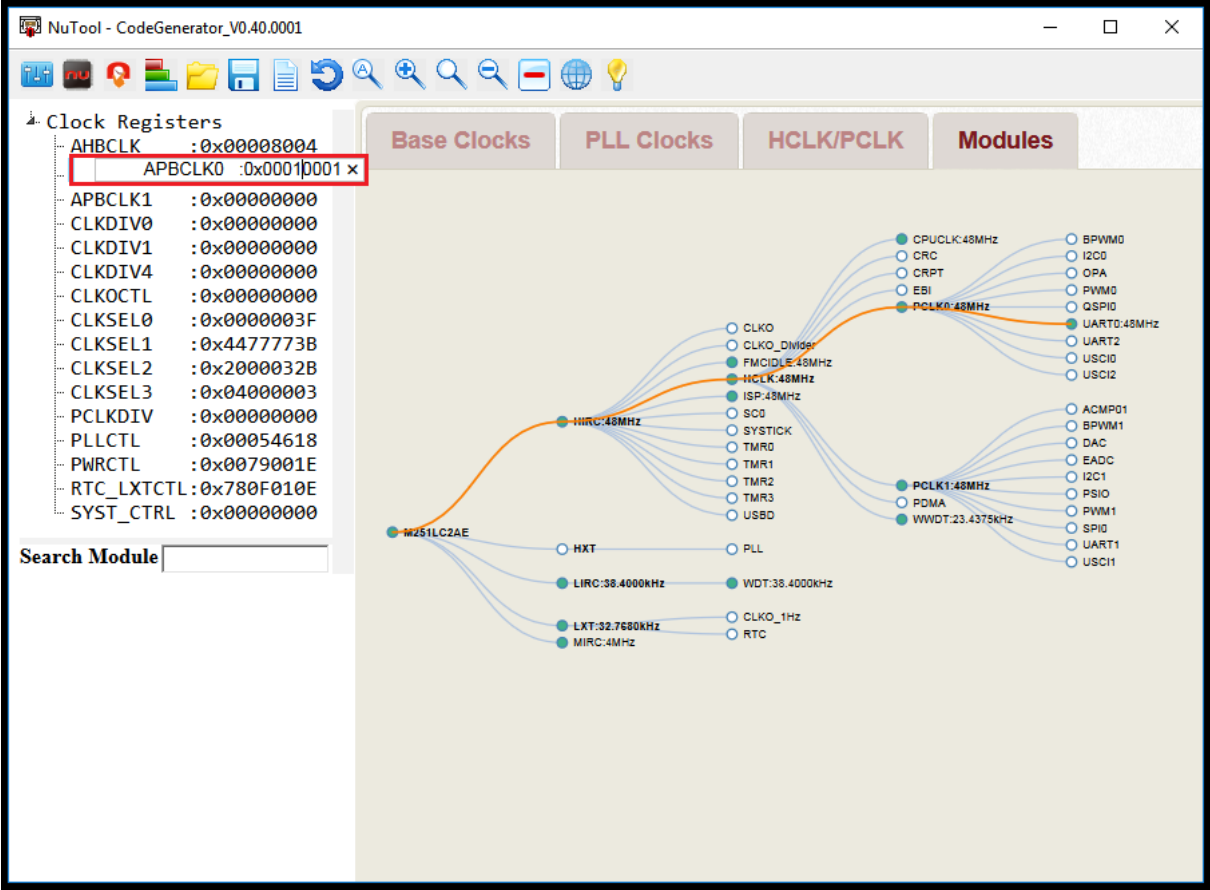 NuTool - CodeGenerator_V0.40.0001
Clock Registers
AHBCLK :0x00008004
APBCLK0 :0x00010001 ×
APBCLK1 :0x00000000
CLKDIV0 :0x00000000
CLKDIV1 :0x00000000
CLKDIV4 :0x00000000
CLKOCTL :0x00000000
CLKSEL0 :0x0000003F
CLKSEL1 :0x4477773B
CLKSEL2 :0x2000032B
CLKSEL3 :0x04000003
PCLKDIV :0x00000000
PLLCTL :0x00054618
PWRCTL :0x0079001E
RTC_LXTCTL:0x780F010E
SYST_CTRL :0x00000000
Search Module
Base Clocks
PLL Clocks
HCLK/PCLK
Modules
M251LC2AE
HIRC:48MHz
HXT
LIRC:38.4000kHz
LXT:32.7680kHz
MIRC:4MHz
CLKO
CLKO_Divider
FMCIDLE:48MHz
HCLK:48MHz
ISP:48MHz
SC0
SYSTICK
TMR0
TMR1
TMR2
TMR3
USBD
PLL
WDT:38.4000kHz
CLKO_1Hz
RTC
CPUCLK:48MHz
CRC
CRPT
EBI
PCLK0:48MHz
PCLK1:48MHz
PDMA
WWDT:23.4375kHz
BPWM0
I2C0
OPA
PWM0
QSPI0
UART0:48MHz
UART2
USCI0
USCI2
ACMP01
BPWM1
DAC
EADC
I2C1
PSIO
PWM1
SPI0
UART1
USCI1